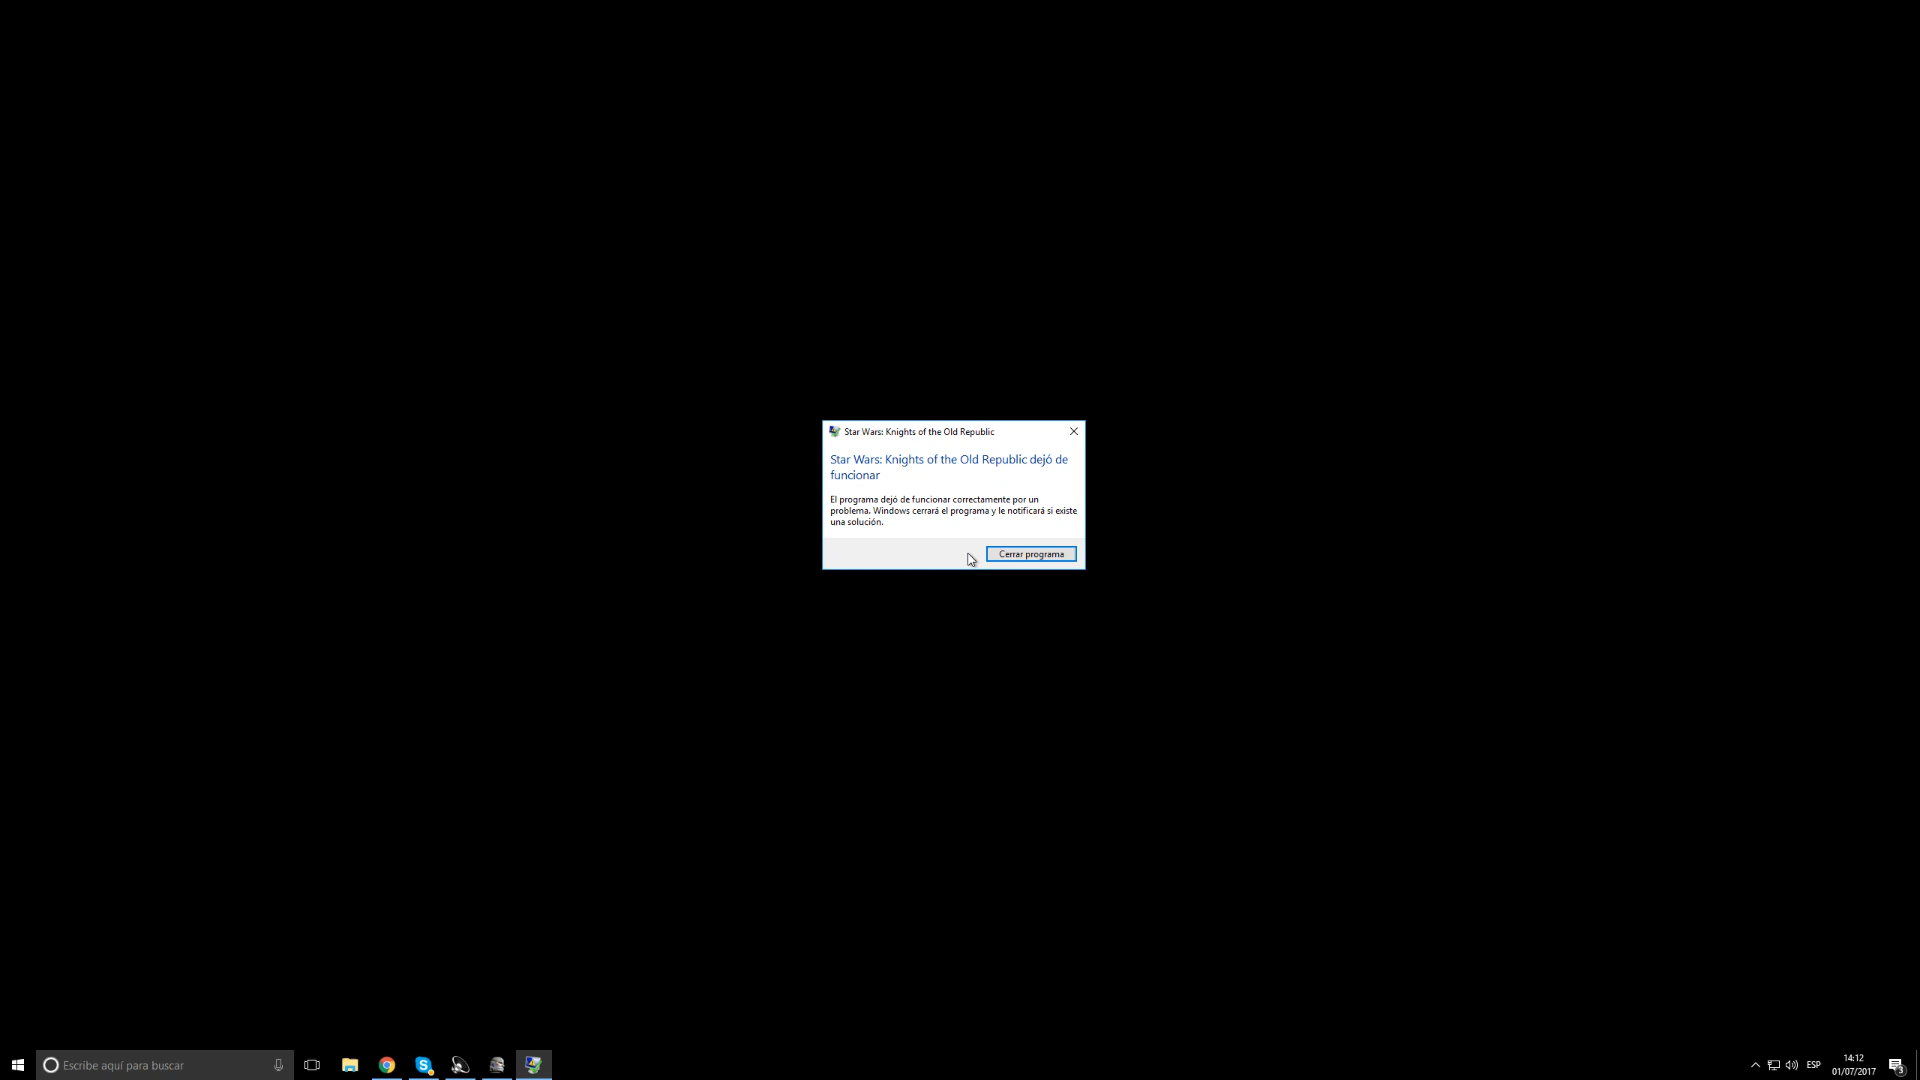 Star Wars: Knights of the Old Republic
Star Wars: Knights of the Old Republic dejó de
funcionar
El programa dejó de funcionar correctamente por un
problema. Windows cerrará el programa y le notificará si existe
una solución.
Cerrar programa
Escribe aquí para buscar
ESP
14:12
01/07/2017
3